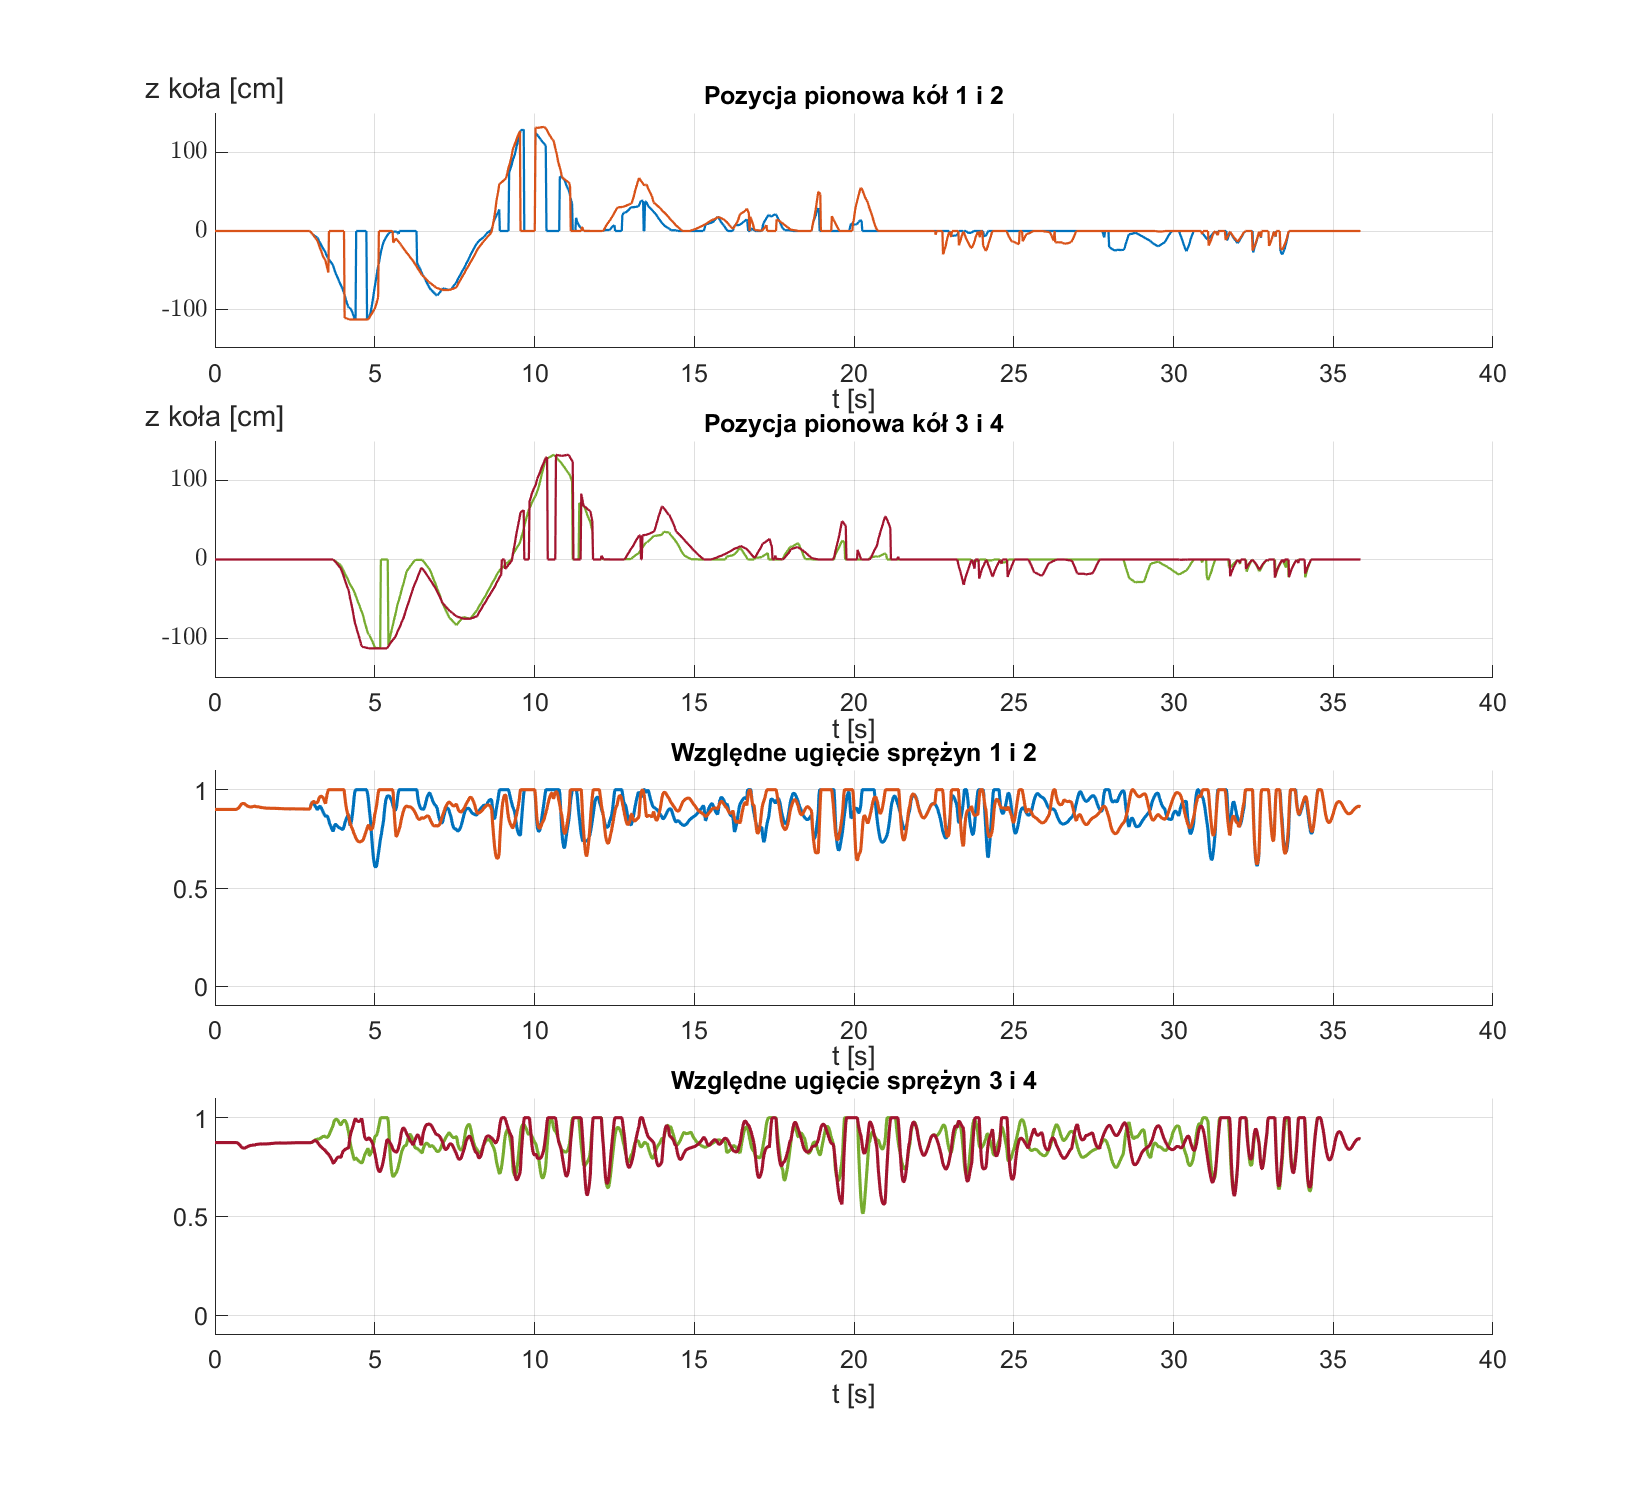 z koła [cm]
Pozycja pionowa kół 1 i 2
100
0
-100
0 5 10 15 20 25 30 35 40
t [s]
z koła [cm]
Pozycja pionowa kół 3 i 4
100
0
-100
0 5 10 15 20 25 30 35 40
t [s]
Względne ugięcie sprężyn 1 i 2
1
0.5
0
0 5 10 15 20 25 30 35 40
t [s]
Względne ugięcie sprężyn 3 i 4
1
0.5
0
0 5 10 15 20 25 30 35 40
t [s]